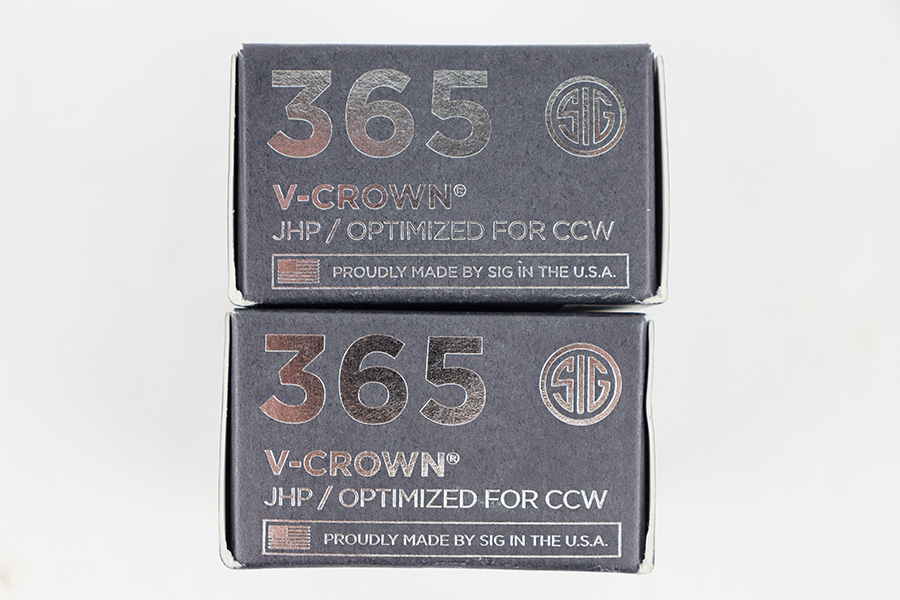 365
SIG
V-CROWN®
JHP / OPTIMIZED FOR CCW
PROUDLY MADE BY SIG IN THE U.S.A.
365
SIG
V-CROWN®
JHP / OPTIMIZED FOR CCW
PROUDLY MADE BY SIG IN THE U.S.A.